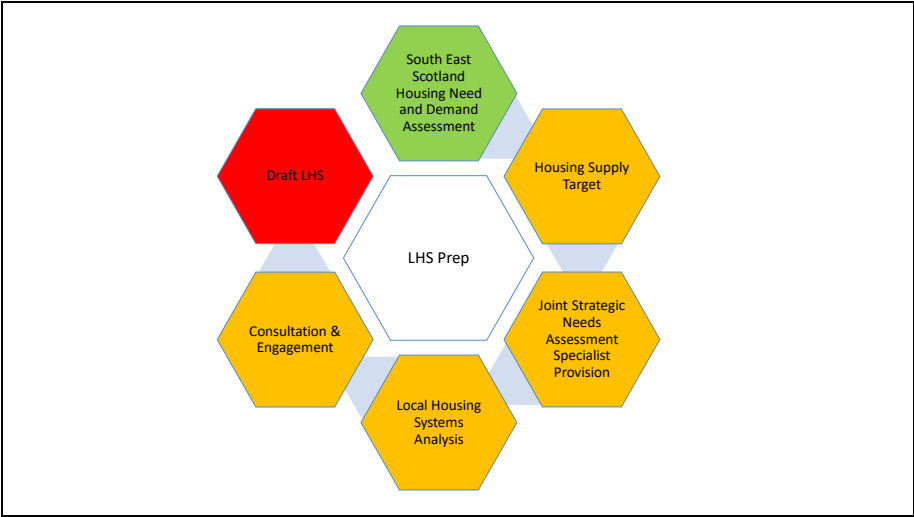 South East
Scotland
Housing Need
and Demand
Assessment
Housing Supply
Target
Joint Strategic
Needs
Assessment
Specialist
Provision
Local Housing
Systems
Analysis
Consultation &
Engagement
Draft LHS
LHS Prep